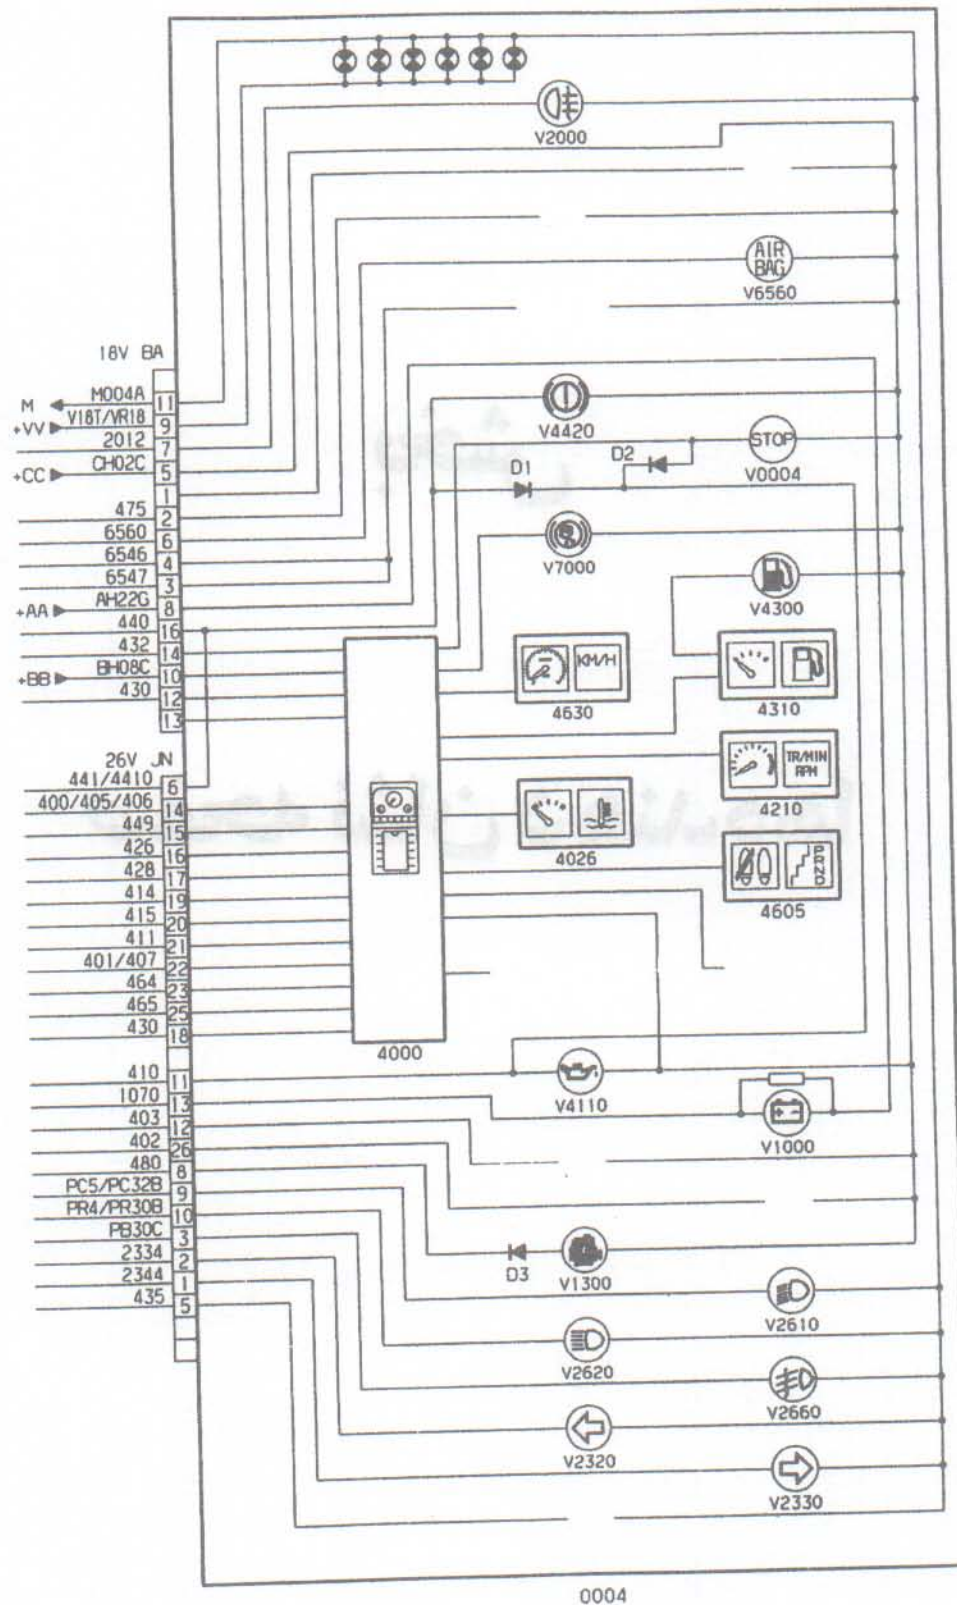 V2000
AIR
BAG
V6560
18V BA
M M004A 11
+VV V18T/VR18 9
2012 7
+CC CH02C 5
1
475 2
6560 6
6546 4
6547 3
+AA AH22G 8
440 16
432 14
+BB BH08C 10
430 12
13
V4420
STOP
D1 D2 V0004
V7000
V4300
KM/H
4630 4310
TR/MIN
RPM
4210
4026
PRND
4605
26V JN
441/4410 6
400/405/406 14
449 15
426 16
428 17
414 19
415 20
411 21
401/407 22
464 23
465 25
430 18
4000
410 11
1070 13
403 12
402 26
480 8
PC5/PC32B 9
PR4/PR30B 10
PB30C 3
2334 2
2344 1
435 5
V4110
V1000
D3 V1300
V2610
V2620
V2660
V2320
V2330
0004